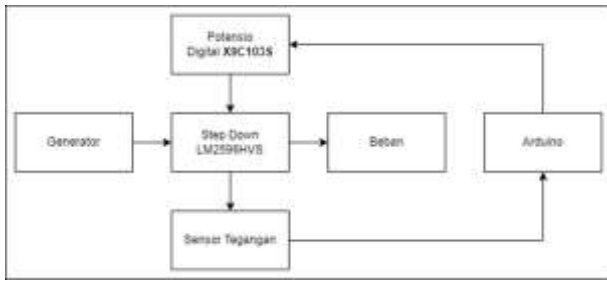 Potensio
Digital X9C103S
Generator
Step Down
LM2596HVS
Beban
Arduino
Sensor Tegangan